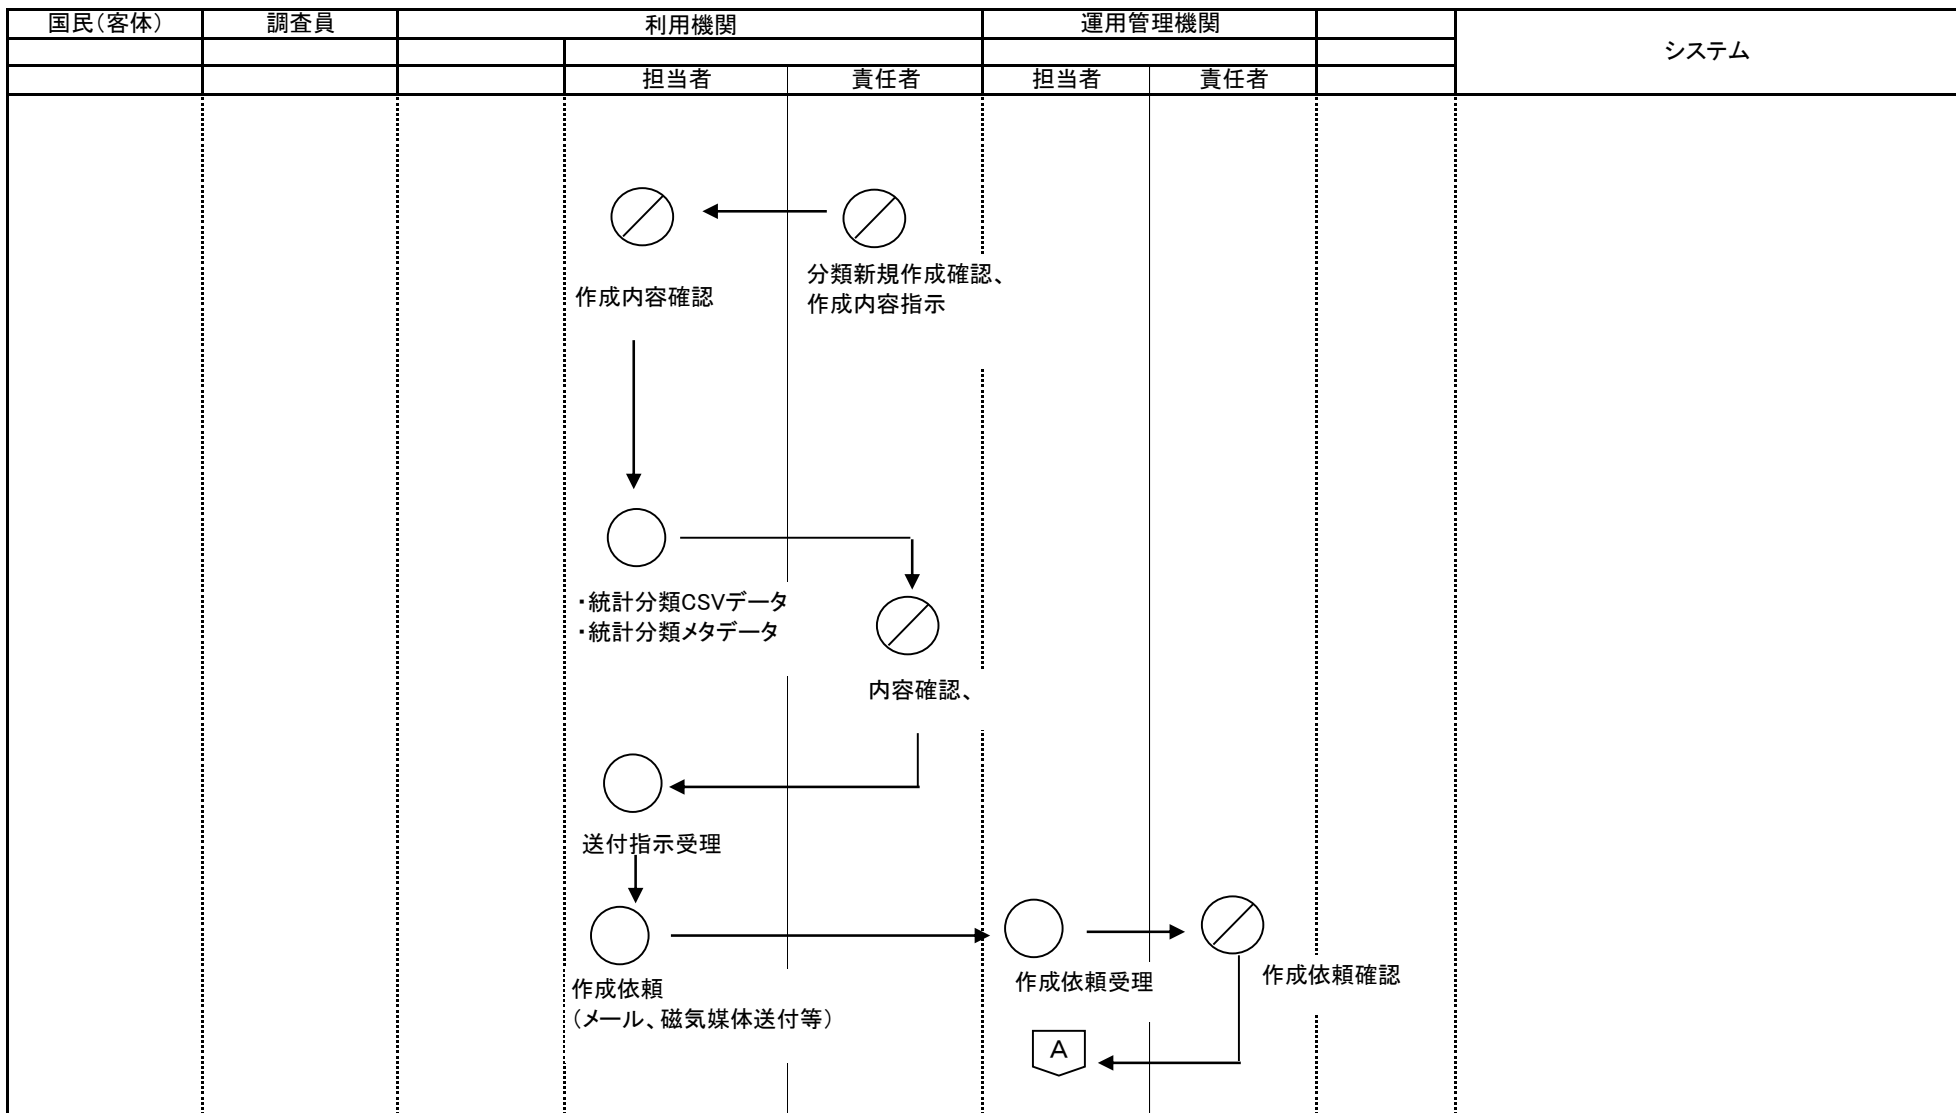 国民（客体）
調査員
利用機関
運用管理機関
システム
担当者
責任者
担当者
責任者
作成内容確認
分類新規作成確認、
作成内容指示
・統計分類CSVデータ
・統計分類メタデータ
内容確認、
送付指示受理
作成依頼
（メール、磁気媒体送付等）
作成依頼受理
作成依頼確認
A